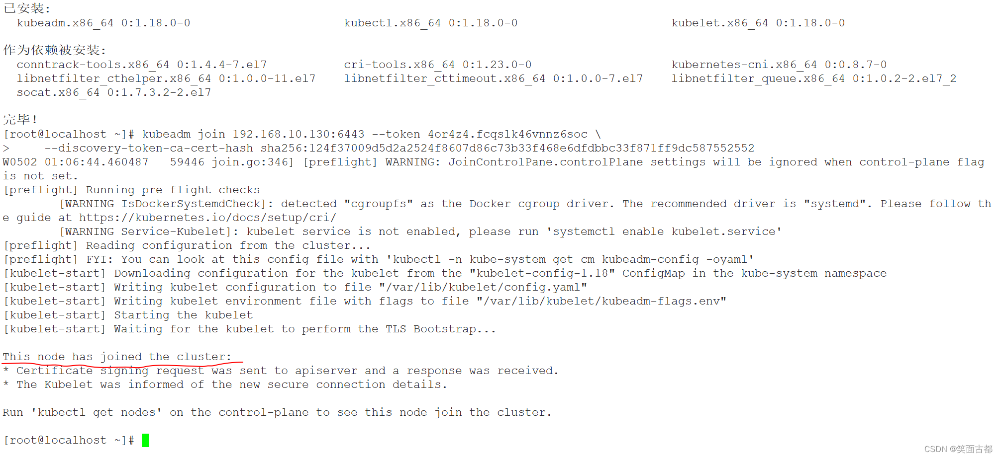 已安装:
kubeadm.x86_64 0:1.18.0-0 kubectl.x86_64 0:1.18.0-0 kubelet.x86_64 0:1.18.0-0
作为依赖被安装:
conntrack-tools.x86_64 0:1.4.4-7.el7 cri-tools.x86_64 0:1.23.0-0 kubernetes-cni.x86_64 0:0.8.7-0
libnetfilter_cthelper.x86_64 0:1.0.0-11.el7 libnetfilter_cttimeout.x86_64 0:1.0.0-7.el7 libnetfilter_queue.x86_64 0:1.0.2-2.el7_2
socat.x86_64 0:1.7.3.2-2.el7
完毕!
[root@localhost ~]# kubeadm join 192.168.10.130:6443 --token 4or4z4.fcqslk46vnnz6soc \
>     --discovery-token-ca-cert-hash sha256:124f37009d5d2a2524f8607d86c73b33f468e6dfdbbc33f871ff9dc587552552
W0502 01:06:44.460487   59446 join.go:346] [preflight] WARNING: JoinControlPane.controlPlane settings will be ignored when control-plane flag
is not set.
[preflight] Running pre-flight checks
[WARNING IsDockerSystemdCheck]: detected "cgroupfs" as the Docker cgroup driver. The recommended driver is "systemd". Please follow th
e guide at https://kubernetes.io/docs/setup/cri/
[WARNING Service-Kubelet]: kubelet service is not enabled, please run 'systemctl enable kubelet.service'
[preflight] Reading configuration from the cluster...
[preflight] FYI: You can look at this config file with 'kubectl -n kube-system get cm kubeadm-config -oyaml'
[kubelet-start] Downloading configuration for the kubelet from the "kubelet-config-1.18" ConfigMap in the kube-system namespace
[kubelet-start] Writing kubelet configuration to file "/var/lib/kubelet/config.yaml"
[kubelet-start] Writing kubelet environment file with flags to file "/var/lib/kubelet/kubeadm-flags.env"
[kubelet-start] Starting the kubelet
[kubelet-start] Waiting for the kubelet to perform the TLS Bootstrap...
This node has joined the cluster:
* Certificate signing request was sent to apiserver and a response was received.
* The Kubelet was informed of the new secure connection details.
Run 'kubectl get nodes' on the control-plane to see this node join the cluster.
[root@localhost ~]#
CSDN @笑面古都